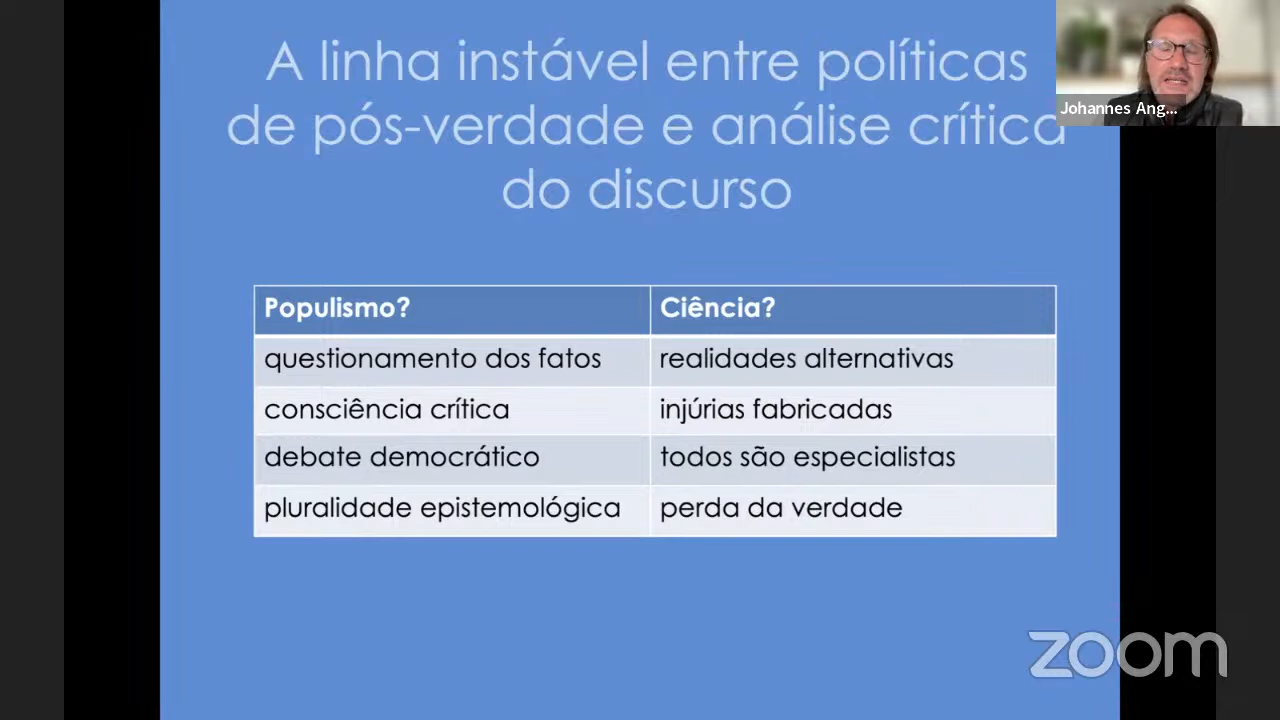 A linha instável entre políticas
de pós-verdade e análise crítica
do discurso
Johannes Ang...
Populismo? Ciência?
questionamento dos fatos realidades alternativas
consciência crítica injúrias fabricadas
debate democrático todos são especialistas
pluralidade epistemológica perda da verdade
zoom